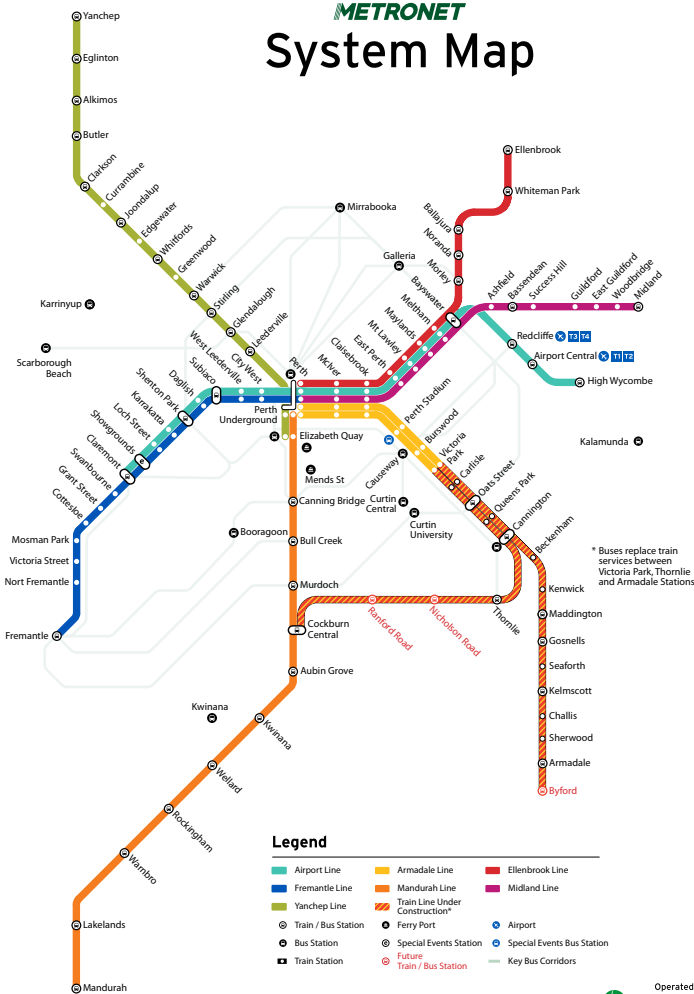 METRONET
System Map
Yanchep
Eglinton
Alkimos
Butler
Clarkson
Currambine
Joondalup
Edgewater
Whitfords
Greenwood
Warwick
Stirling
Glendalough
Leederville
Ellenbrook
Whiteman Park
Ballajura
Noranda
Morley
Mirrabooka
Galleria
Karrinyup
Scarborough
Beach
Bayswater
Meltham
Maylands
Mt Lawley
East Perth
Claisebrook
McIver
Perth
Ashfield
Bassendean
Success Hill
Guildford
East Guildford
Woodbridge
Midland
Redcliffe T3 T4
Airport Central T1 T2
High Wycombe
City West
West Leederville
Subiaco
Daglish
Shenton Park
Karrakatta
Loch Street
Showgrounds
Claremont
Swanbourne
Grant Street
Cottesloe
Mosman Park
Victoria Street
Nort Fremantle
Fremantle
Perth
Underground
Elizabeth Quay
Mends St
Perth Stadium
Burswood
Victoria
Park
Carlisle
Oats Street
Queens Park
Cannington
Beckenham
Causeway
Curtin
Central
Curtin
University
Kalamunda
Canning Bridge
Booragoon
Bull Creek
Murdoch
Cockburn
Central
Ranford Road
Nicholson Road
Thornlie
* Buses replace train
services between
Victoria Park, Thornlie
and Armadale Stations
Kenwick
Maddington
Gosnells
Seaforth
Kelmscott
Challis
Sherwood
Armadale
Byford
Aubin Grove
Kwinana
Kwinana
Wellard
Rockingham
Warnbro
Lakelands
Mandurah
Legend
Airport Line
Armadale Line
Ellenbrook Line
Fremantle Line
Mandurah Line
Midland Line
Yanchep Line
Train Line Under
Construction*
Train / Bus Station
Ferry Port
Airport
Bus Station
Special Events Station
Special Events Bus Station
Train Station
Future
Train / Bus Station
Key Bus Corridors
Operated